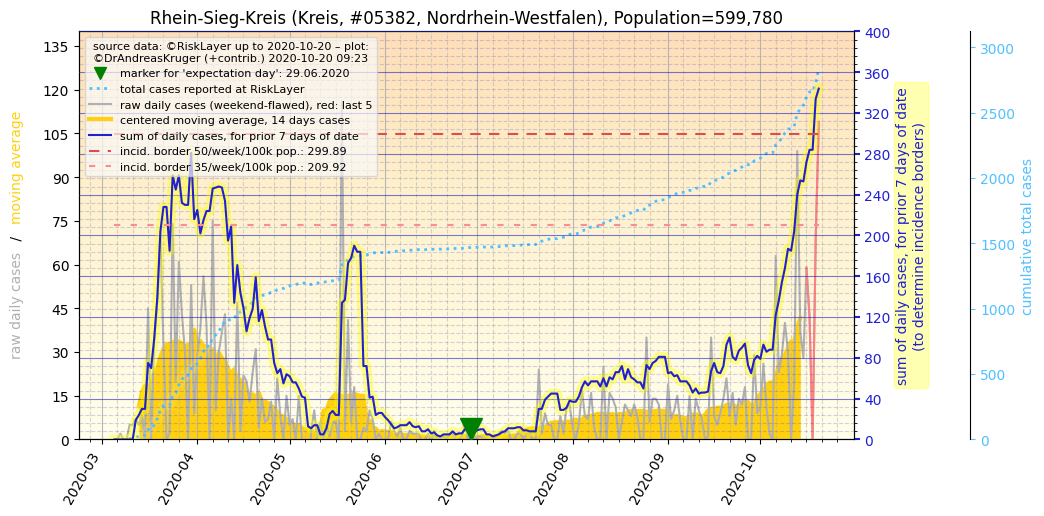 Rhein-Sieg-Kreis (Kreis, #05382, Nordrhein-Westfalen), Population=599,780
source data: ©RiskLayer up to 2020-10-20 – plot:
©DrAndreasKruger (+contrib.) 2020-10-20 09:23
marker for 'expectation day': 29.06.2020
total cases reported at RiskLayer
raw daily cases (weekend-flawed), red: last 5
centered moving average, 14 days cases
sum of daily cases, for prior 7 days of date
incid. border 50/week/100k pop.: 299.89
incid. border 35/week/100k pop.: 209.92
raw daily cases / moving average
135
120
105
90
75
60
45
30
15
0
400
360
320
280
240
200
160
120
80
40
0
sum of daily cases, for prior 7 days of date
(to determine incidence borders)
3000
2500
2000
1500
1000
500
0
cumulative total cases
2020-03
2020-04
2020-05
2020-06
2020-07
2020-08
2020-09
2020-10